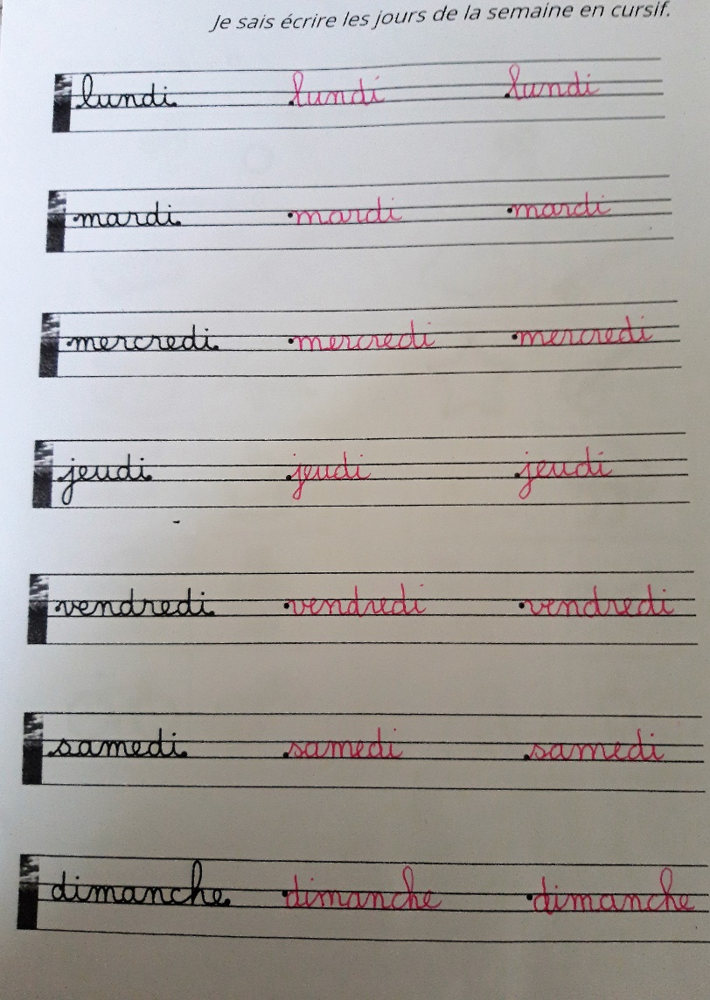 Je sais écrire les jours de la semaine en cursif.
lundi lundi lundi
mardi mardi mardi
mercredi mercredi mercredi
jeudi jeudi jeudi
vendredi vendredi vendredi
samedi samedi samedi
dimanche dimanche dimanche